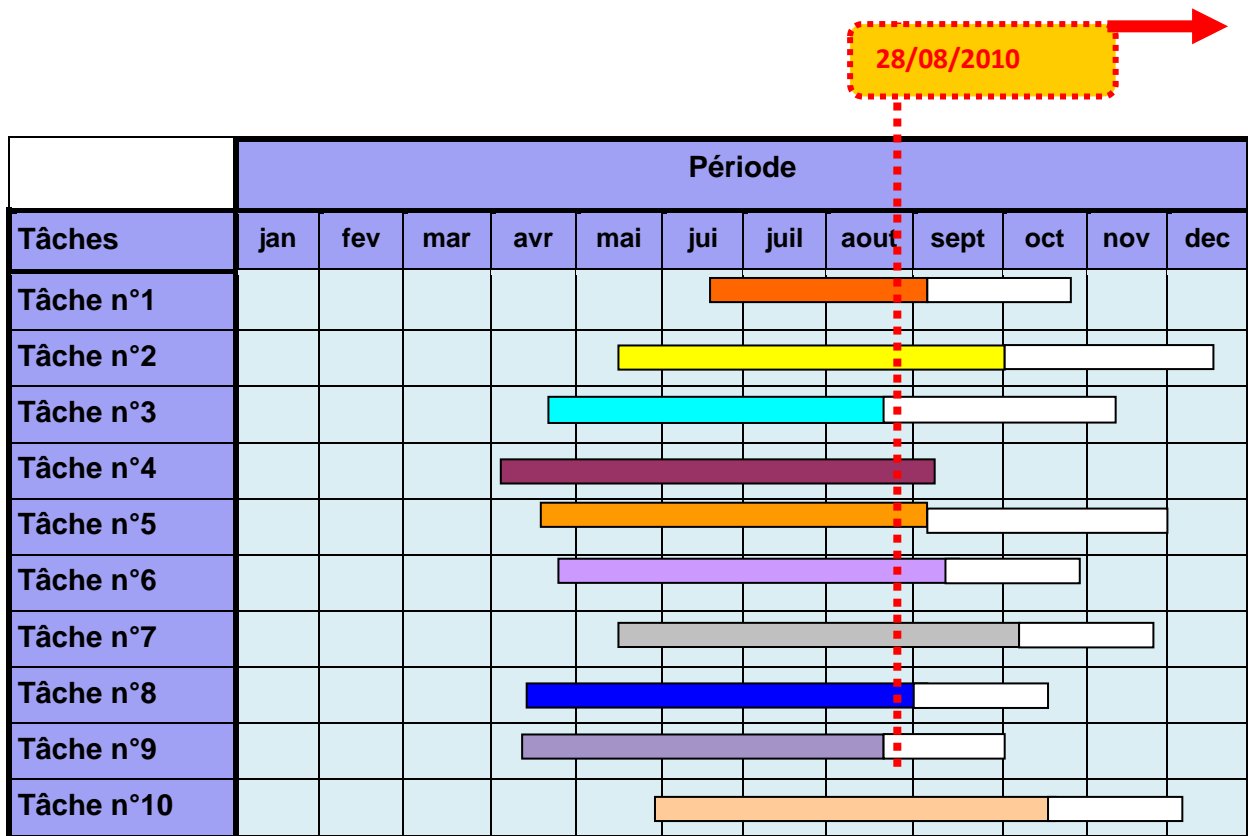 28/08/2010
Période
Tâches jan fev mar avr mai jui juil aout sept oct nov dec
Tâche n°1
Tâche n°2
Tâche n°3
Tâche n°4
Tâche n°5
Tâche n°6
Tâche n°7
Tâche n°8
Tâche n°9
Tâche n°10